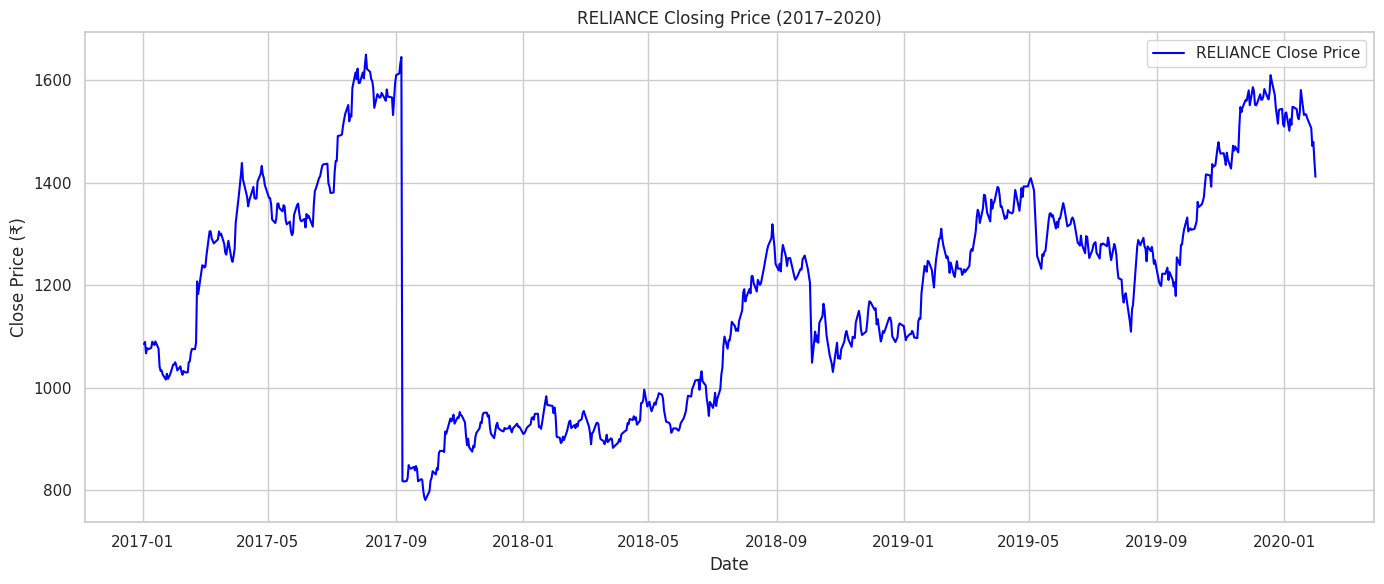 RELIANCE Closing Price (2017–2020)
RELIANCE Close Price
Close Price (₹)
1600
1400
1200
1000
800
2017-01 2017-05 2017-09 2018-01 2018-05 2018-09 2019-01 2019-05 2019-09 2020-01
Date